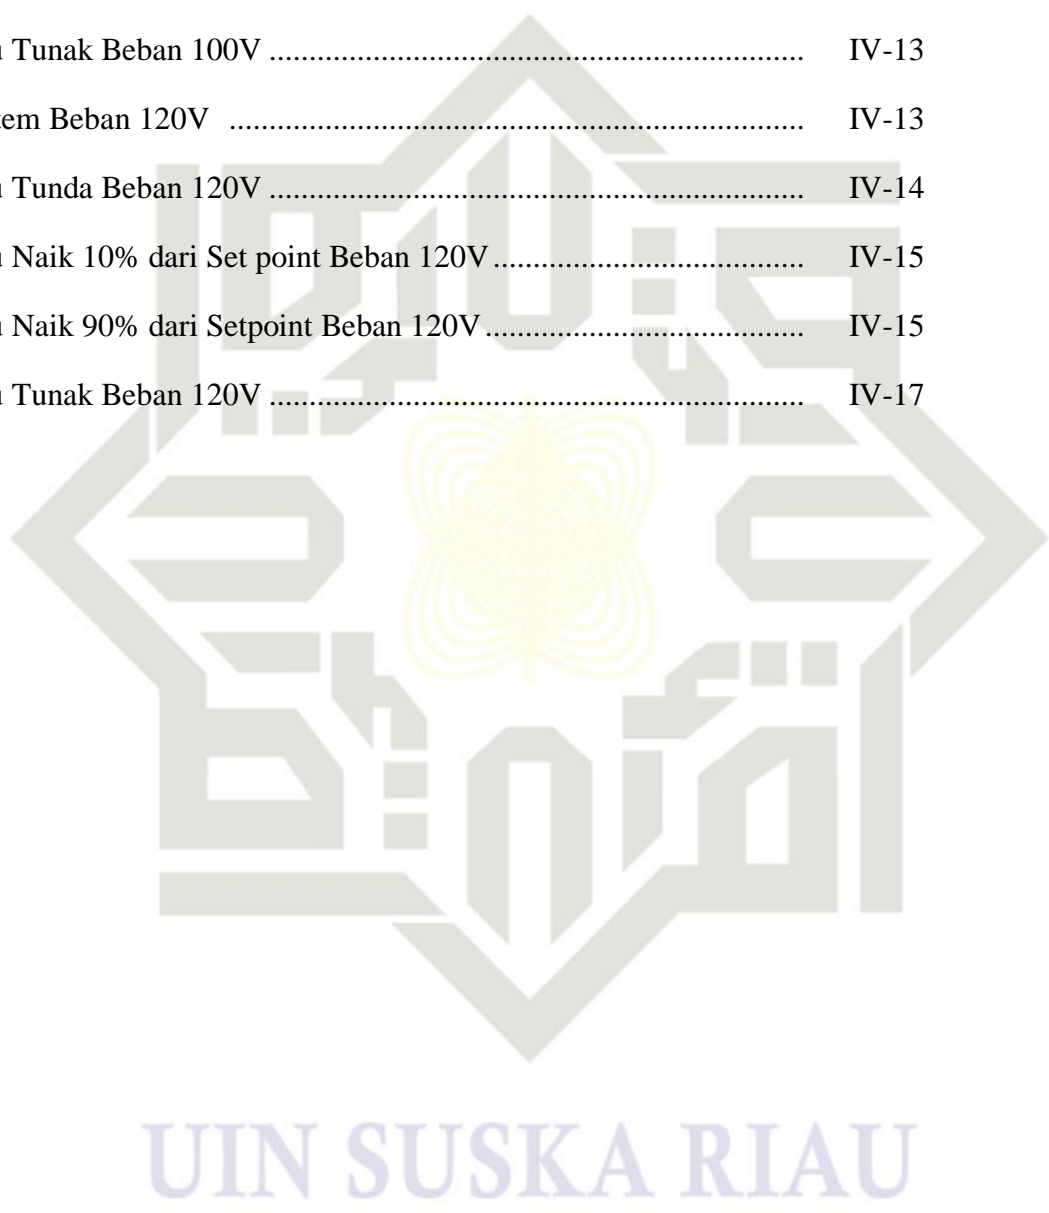 u Tunak Beban 100V ................................................................... IV-13
tem Beban 120V ........................................................................ IV-13
u Tunda Beban 120V ................................................................... IV-14
u Naik 10% dari Set point Beban 120V ....................................... IV-15
u Naik 90% dari Setpoint Beban 120V ........................................ IV-15
u Tunak Beban 120V ................................................................... IV-17
UIN SUSKA RIAU